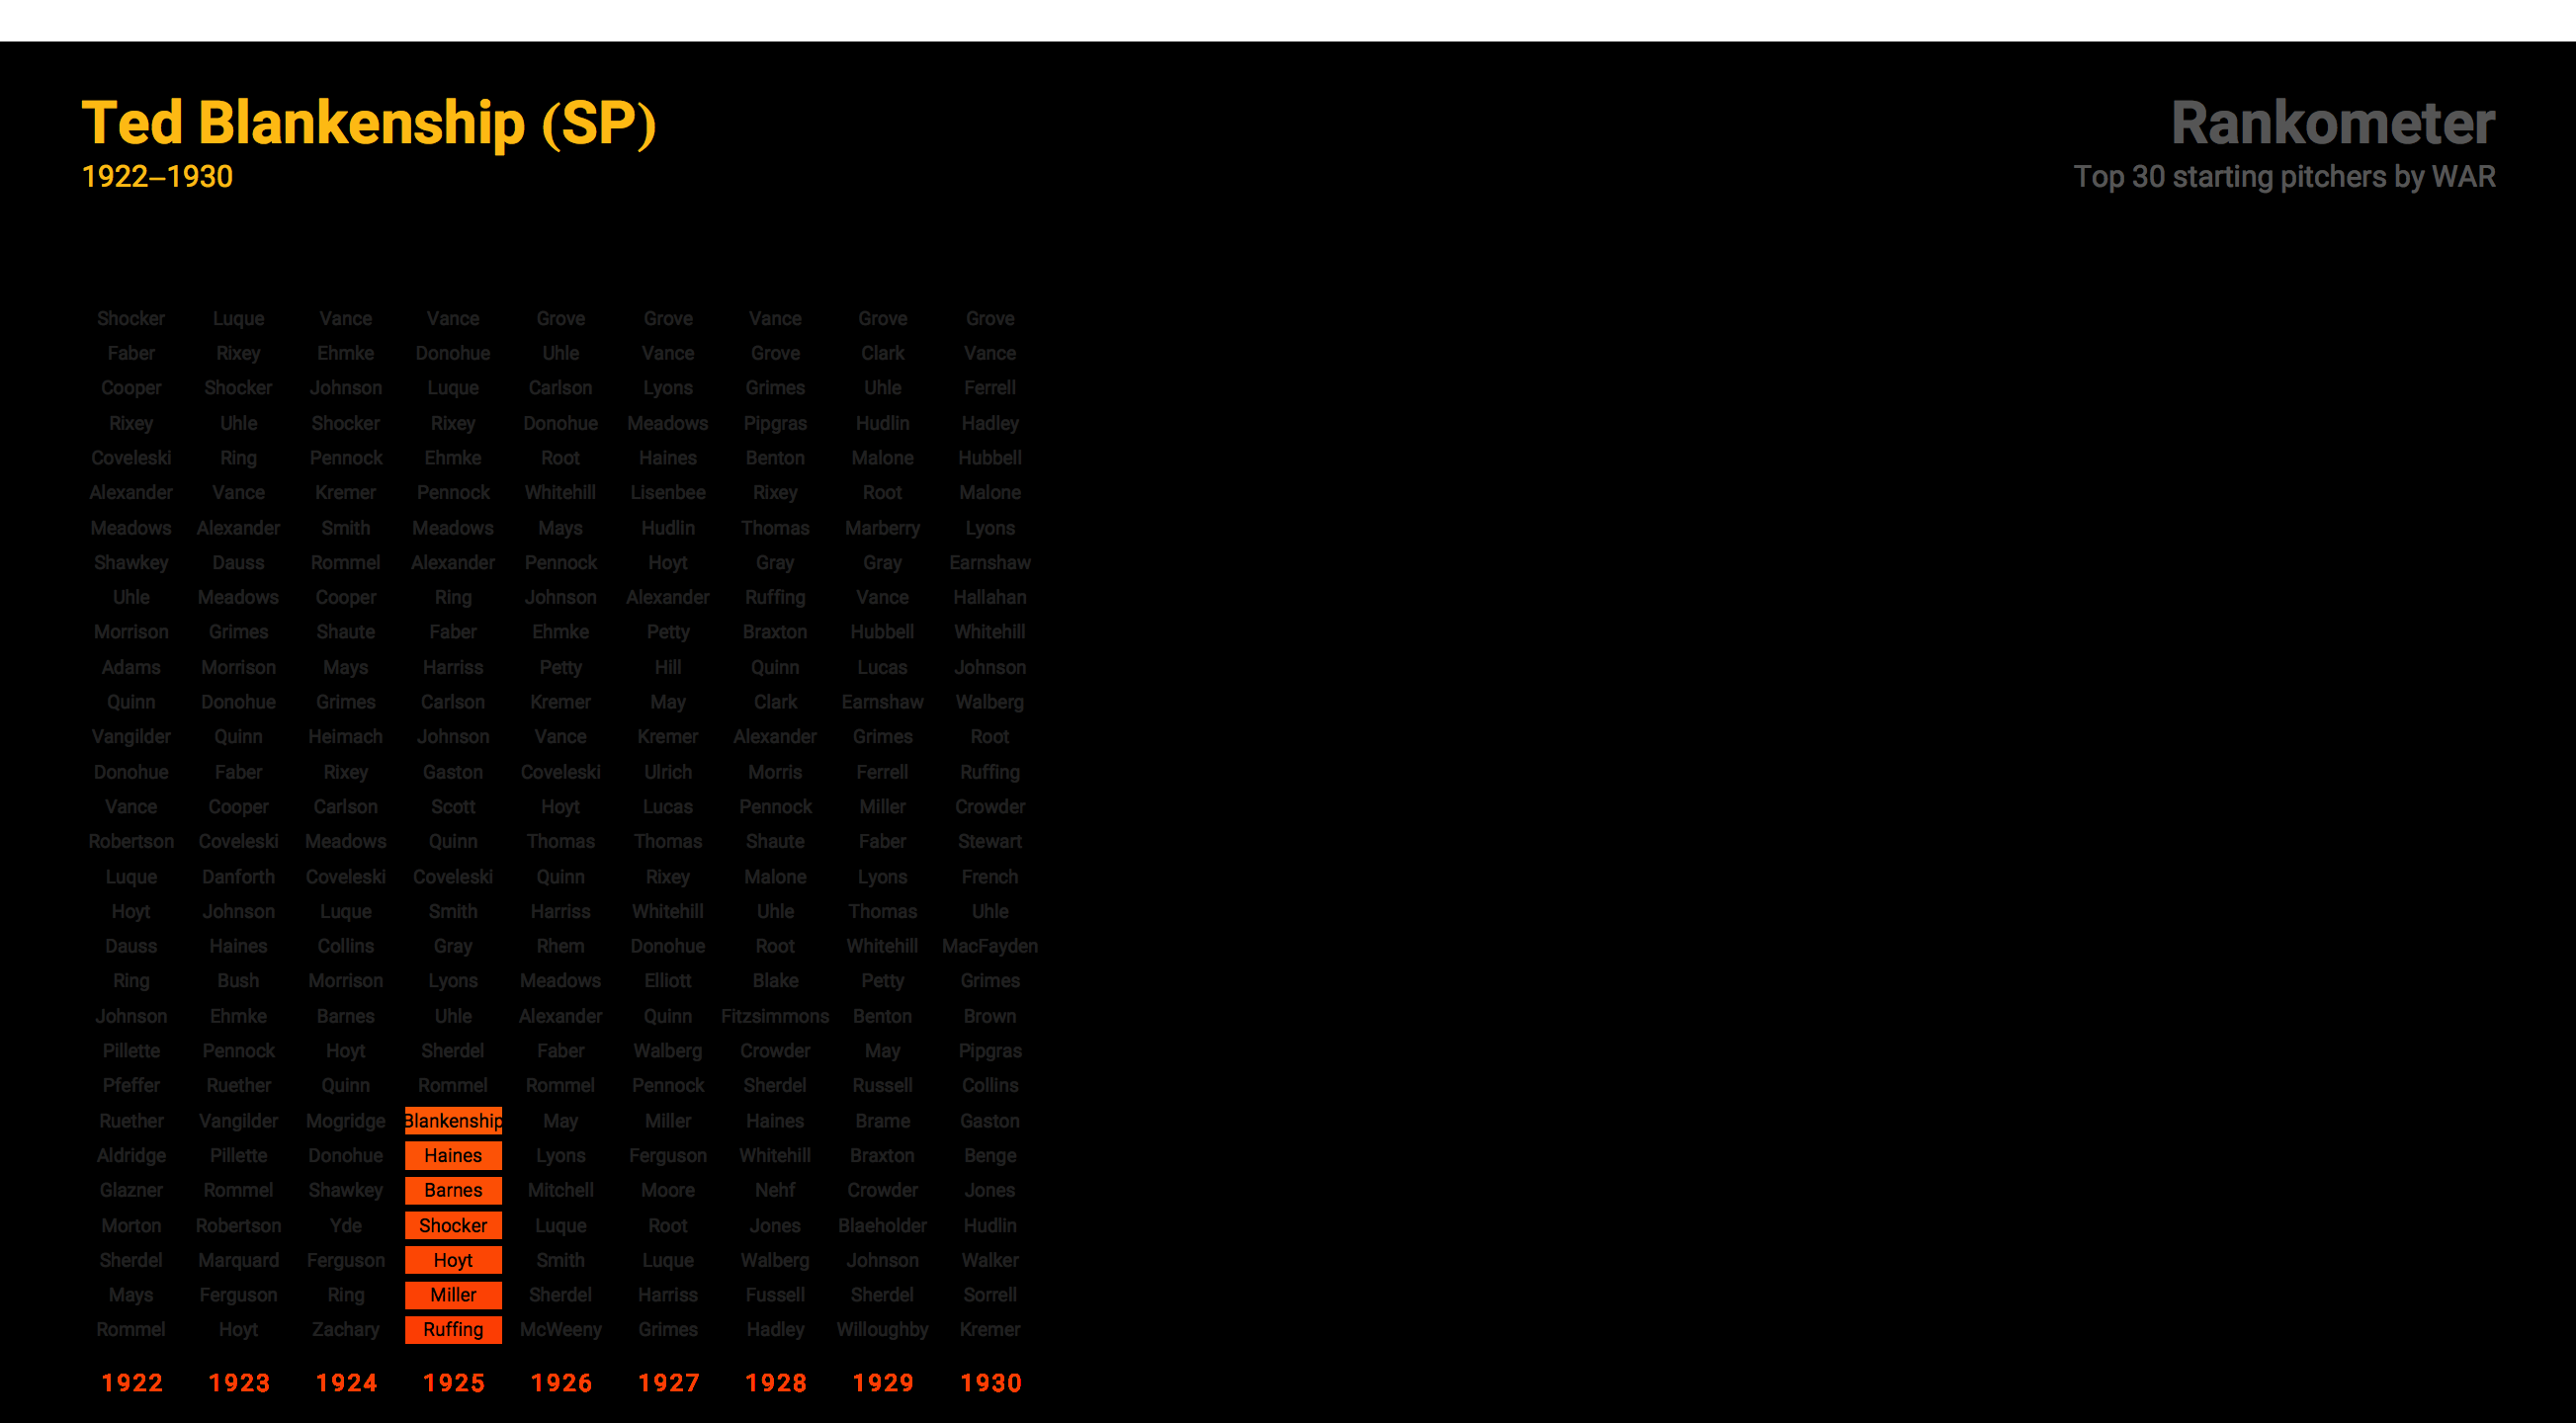 Ted Blankenship (SP)
1922–1930
Rankometer
Top 30 starting pitchers by WAR
Shocker Luque Vance Vance Grove Grove Vance Grove Grove
Faber Rixey Ehmke Donohue Uhle Vance Grove Clark Vance
Cooper Shocker Johnson Luque Carlson Lyons Grimes Uhle Ferrell
Rixey Uhle Shocker Rixey Donohue Meadows Pipgras Hudlin Hadley
Coveleski Ring Pennock Ehmke Root Haines Benton Malone Hubbell
Alexander Vance Kremer Pennock Whitehill Lisenbee Rixey Root Malone
Meadows Alexander Smith Meadows Mays Hudlin Thomas Marberry Lyons
Shawkey Dauss Rommel Alexander Pennock Hoyt Gray Gray Earnshaw
Uhle Meadows Cooper Ring Johnson Alexander Ruffing Vance Hallahan
Morrison Grimes Shaute Faber Ehmke Petty Braxton Hubbell Whitehill
Adams Morrison Mays Harriss Petty Hill Quinn Lucas Johnson
Quinn Donohue Grimes Carlson Kremer May Clark Earnshaw Walberg
Vangilder Quinn Heimach Johnson Vance Kremer Alexander Grimes Root
Donohue Faber Rixey Gaston Coveleski Ulrich Morris Ferrell Ruffing
Vance Cooper Carlson Scott Hoyt Lucas Pennock Miller Crowder
Robertson Coveleski Meadows Quinn Thomas Thomas Shaute Faber Stewart
Luque Danforth Coveleski Coveleski Quinn Rixey Malone Lyons French
Hoyt Johnson Luque Smith Harriss Whitehill Uhle Thomas Uhle
Dauss Haines Collins Gray Rhem Donohue Root Whitehill MacFayden
Ring Bush Morrison Lyons Meadows Elliott Blake Petty Grimes
Johnson Ehmke Barnes Uhle Alexander Quinn Fitzsimmons Benton Brown
Pillette Pennock Hoyt Sherdel Faber Walberg Crowder May Pipgras
Pfeffer Ruether Quinn Rommel Rommel Pennock Sherdel Russell Collins
Ruether Vangilder Mogridge Blankenship May Miller Haines Brame Gaston
Aldridge Pillette Donohue Haines Lyons Ferguson Whitehill Braxton Benge
Glazner Rommel Shawkey Barnes Mitchell Moore Nehf Crowder Jones
Morton Robertson Yde Shocker Luque Root Jones Blaeholder Hudlin
Sherdel Marquard Ferguson Hoyt Smith Luque Walberg Johnson Walker
Mays Ferguson Ring Miller Sherdel Harriss Fussell Sherdel Sorrell
Rommel Hoyt Zachary Ruffing McWeeny Grimes Hadley Willoughby Kremer
1922 1923 1924 1925 1926 1927 1928 1929 1930